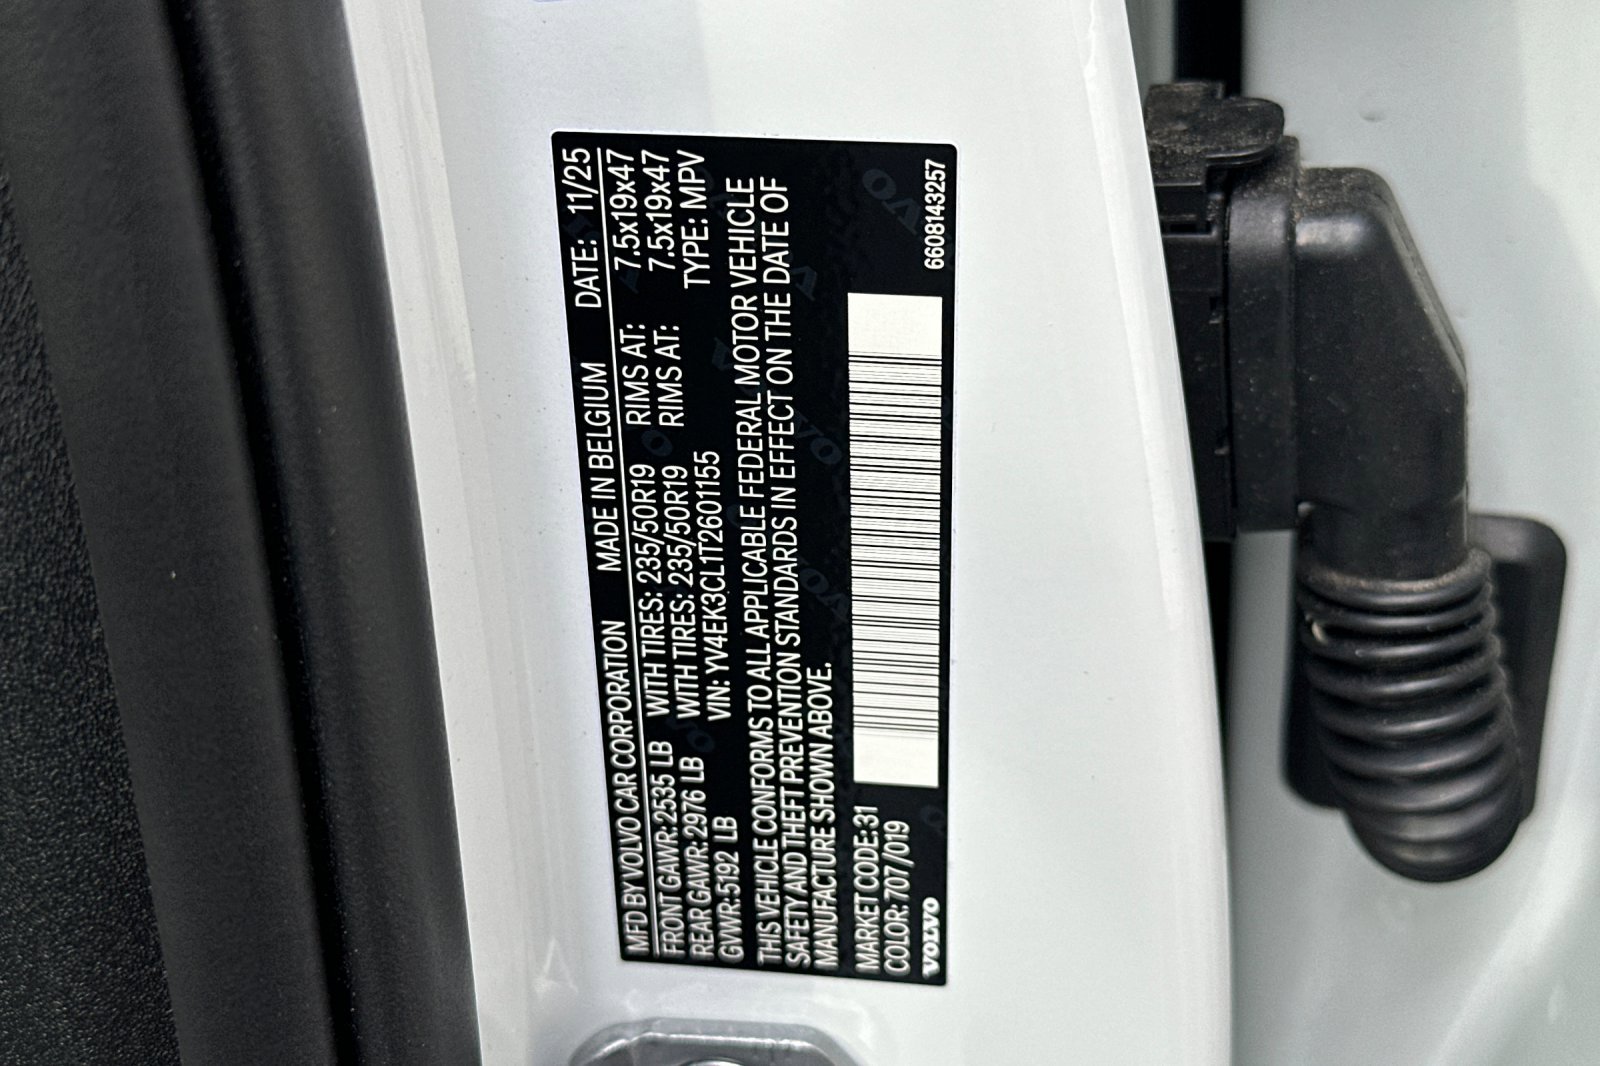 MFD BY VOLVO CAR CORPORATION MADE IN BELGIUM DATE: 11/25
FRONT GAWR: 2535 LB WITH TIRES: 235/50R19 RIMS AT: 7.5x19x47
REAR GAWR: 2976 LB WITH TIRES: 235/50R19 RIMS AT: 7.5x19x47
GVWR: 5192 LB VIN: YV4EK3CL1T2601155 TYPE: MPV
THIS VEHICLE CONFORMS TO ALL APPLICABLE FEDERAL MOTOR VEHICLE
SAFETY AND THEFT PREVENTION STANDARDS IN EFFECT ON THE DATE OF
MANUFACTURE SHOWN ABOVE.
MARKET CODE: 31
COLOR: 707 / 019
VOLVO
6608143257